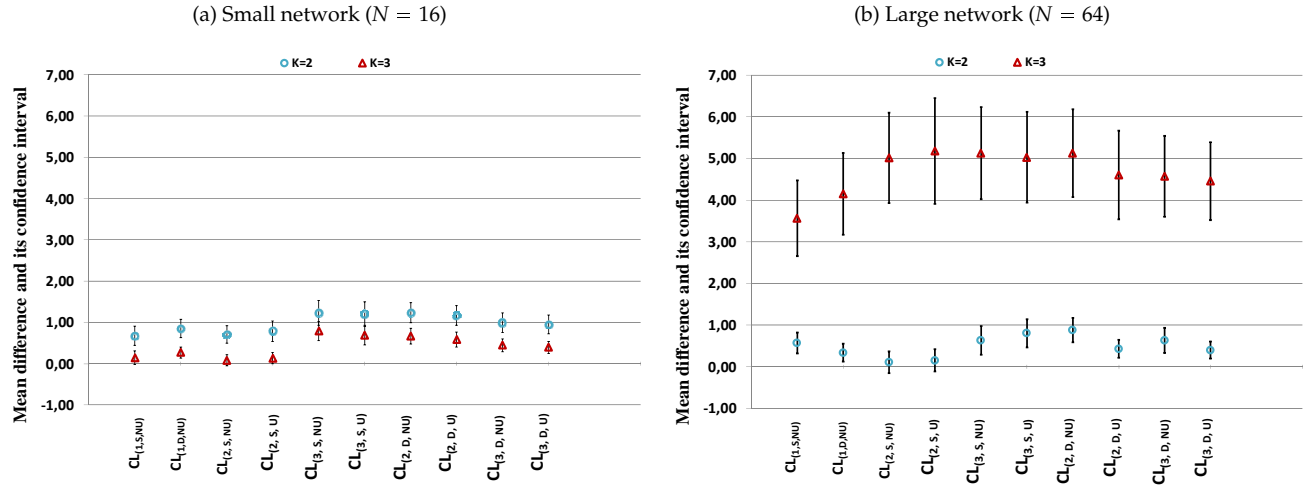 (a) Small network (N = 16)
K=2 K=3
Mean difference and its confidence interval
7,00
6,00
5,00
4,00
3,00
2,00
1,00
0,00
-1,00
CL(1,S,NU)
CL(1,D,NU)
CL(2, S, NU)
CL(2, S, U)
CL(3, S, NU)
CL(3, S, U)
CL(2, D, NU)
CL(2, D, U)
CL(3, D, NU)
CL(3, D, U)
(b) Large network (N = 64)
K=2 K=3
Mean difference and its confidence interval
7,00
6,00
5,00
4,00
3,00
2,00
1,00
0,00
-1,00
CL(1,S,NU)
CL(1,D,NU)
CL(2, S, NU)
CL(2, S, U)
CL(3, S, NU)
CL(3, S, U)
CL(2, D, NU)
CL(2, D, U)
CL(3, D, NU)
CL(3, D, U)